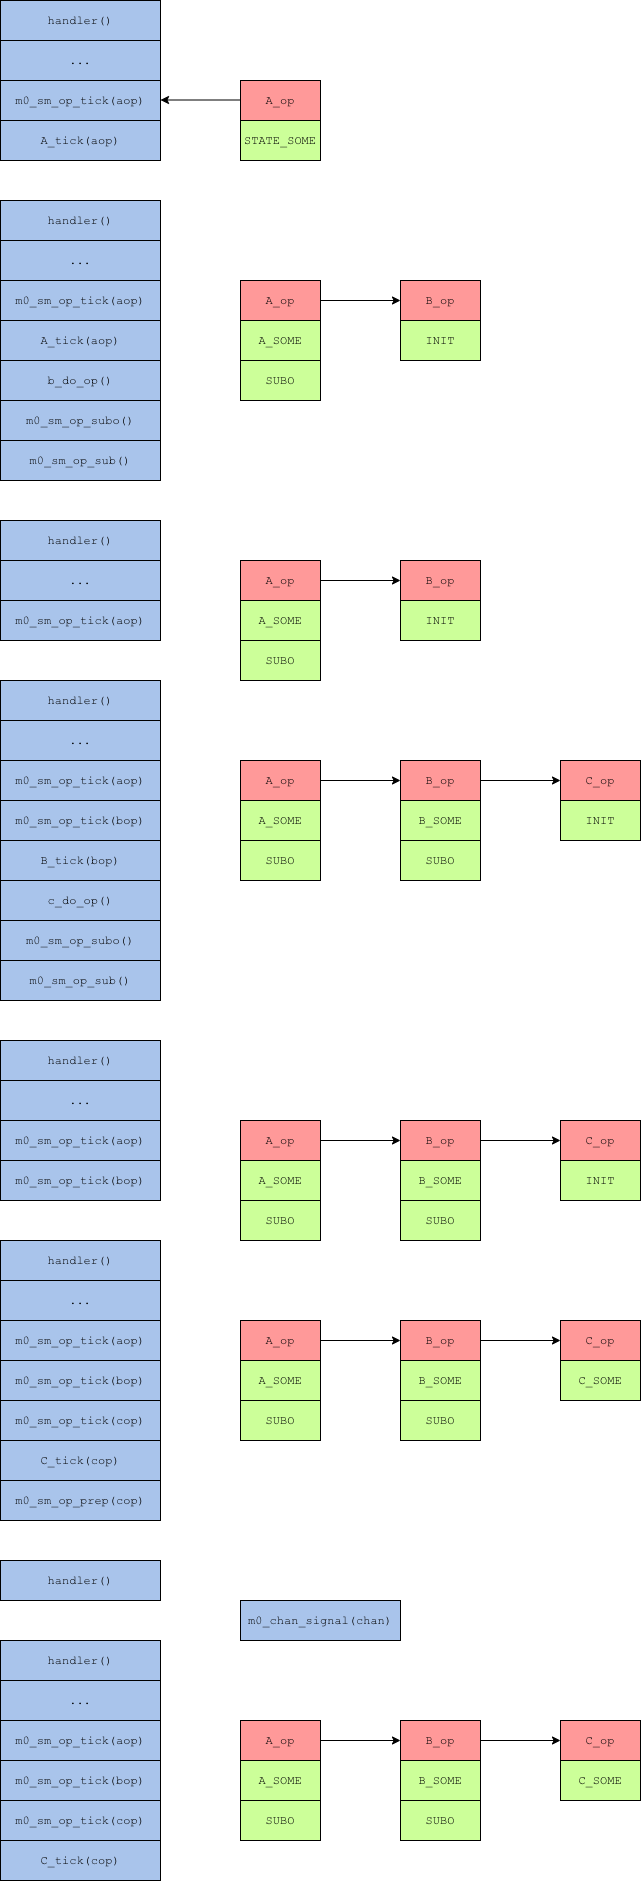 handler()
...
m0_sm_op_tick(aop)
A_op
A_tick(aop)
STATE_SOME
handler()
...
m0_sm_op_tick(aop)
A_op
B_op
A_tick(aop)
A_SOME
INIT
b_do_op()
SUBO
m0_sm_op_subo()
m0_sm_op_sub()
handler()
...
A_op
B_op
m0_sm_op_tick(aop)
A_SOME
INIT
SUBO
handler()
...
m0_sm_op_tick(aop)
A_op
B_op
C_op
m0_sm_op_tick(bop)
A_SOME
B_SOME
INIT
B_tick(bop)
SUBO
SUBO
c_do_op()
m0_sm_op_subo()
m0_sm_op_sub()
handler()
...
m0_sm_op_tick(aop)
A_op
B_op
C_op
m0_sm_op_tick(bop)
A_SOME
B_SOME
INIT
SUBO
SUBO
handler()
...
m0_sm_op_tick(aop)
A_op
B_op
C_op
m0_sm_op_tick(bop)
A_SOME
B_SOME
C_SOME
m0_sm_op_tick(cop)
SUBO
SUBO
C_tick(cop)
m0_sm_op_prep(cop)
handler()
m0_chan_signal(chan)
handler()
...
m0_sm_op_tick(aop)
A_op
B_op
C_op
m0_sm_op_tick(bop)
A_SOME
B_SOME
C_SOME
m0_sm_op_tick(cop)
SUBO
SUBO
C_tick(cop)